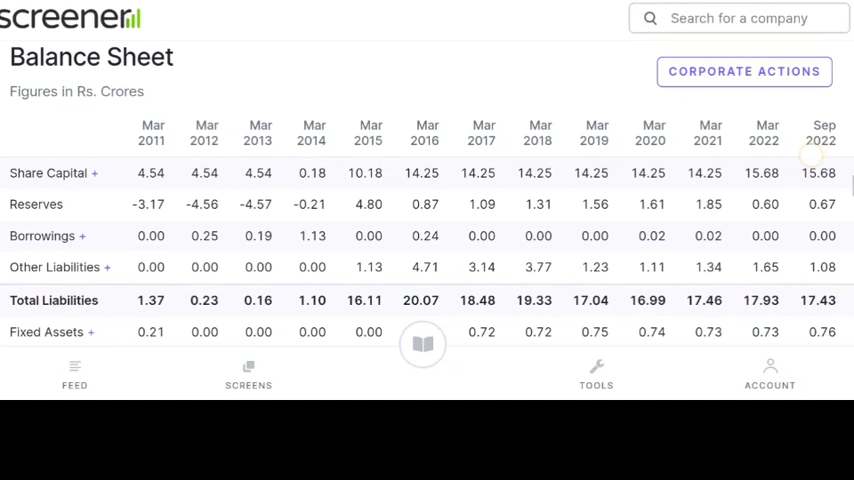 screener
Search for a company
Balance Sheet
CORPORATE ACTIONS
Figures in Rs. Crores
Mar Mar Mar Mar Mar Mar Mar Mar Mar Mar Mar Mar Sep
2011 2012 2013 2014 2015 2016 2017 2018 2019 2020 2021 2022 2022
Share Capital + 4.54 4.54 4.54 0.18 10.18 14.25 14.25 14.25 14.25 14.25 14.25 15.68 15.68
Reserves -3.17 -4.56 -4.57 -0.21 4.80 0.87 1.09 1.31 1.56 1.61 1.85 0.60 0.67
Borrowings + 0.00 0.25 0.19 1.13 0.00 0.24 0.00 0.00 0.00 0.02 0.02 0.00 0.00
Other Liabilities + 0.00 0.00 0.00 0.00 1.13 4.71 3.14 3.77 1.23 1.11 1.34 1.65 1.08
Total Liabilities 1.37 0.23 0.16 1.10 16.11 20.07 18.48 19.33 17.04 16.99 17.46 17.93 17.43
Fixed Assets + 0.21 0.00 0.00 0.00 0.00 0.72 0.72 0.75 0.74 0.73 0.73 0.76
FEED SCREENS TOOLS ACCOUNT